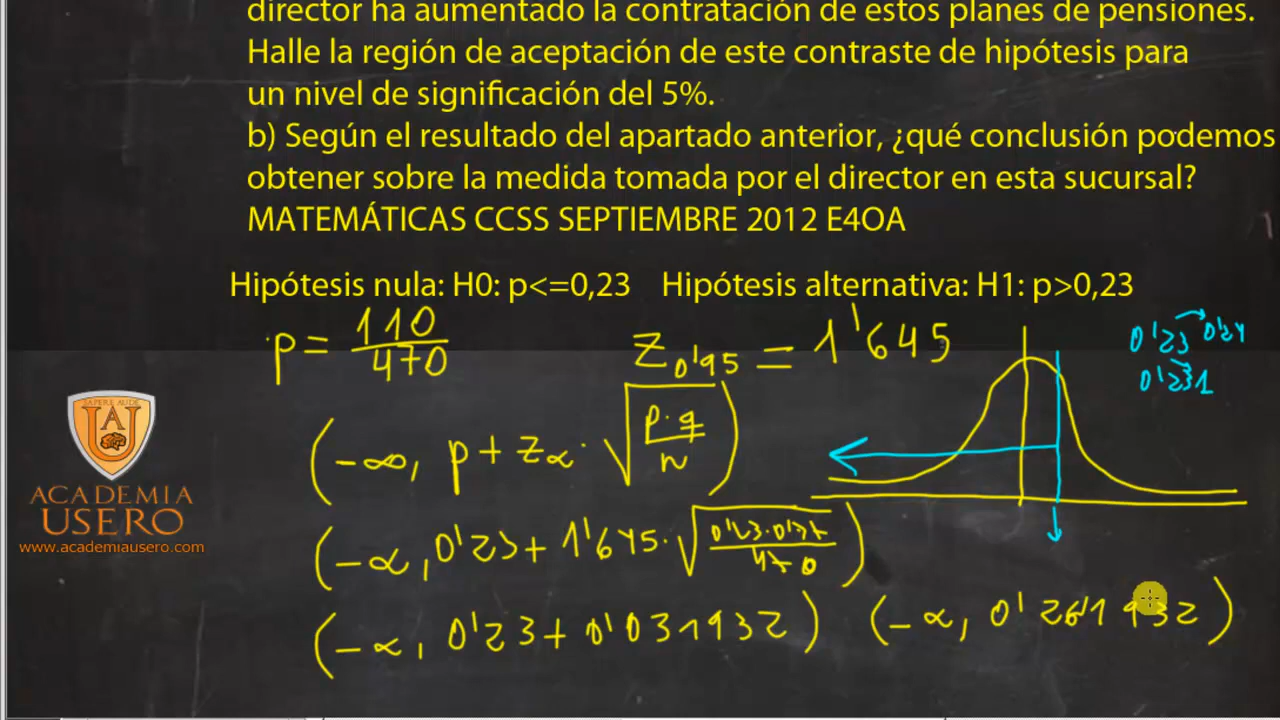 director ha aumentado la contratación de estos planes de pensiones.
Halle la región de aceptación de este contraste de hipótesis para
un nivel de significación del 5%.
b) Según el resultado del apartado anterior, ¿qué conclusión podemos
obtener sobre la medida tomada por el director en esta sucursal?
MATEMÁTICAS CCSS SEPTIEMBRE 2012 E4OA
Hipótesis nula: H0: p<=0,23 Hipótesis alternativa: H1: p>0,23
p = 110/470 Z0'95 = 1'645
0'23 → 0'24
0'231
(-∞, p + zα · √(p·q/n))
(-∝, 0'23 + 1'645 · √(0'23·0'77/470))
(-∝, 0'23 + 0'031932) (-∝, 0'261932)
SAPERE AUDE
UA
ACADEMIA
USERO
www.academiausero.com